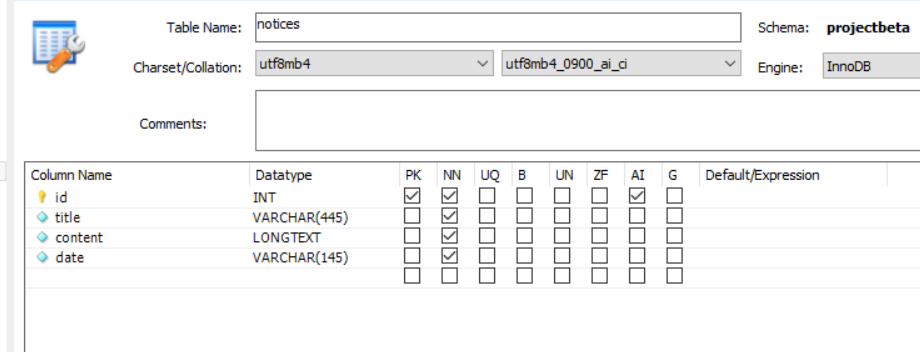 Table Name: notices Schema: projectbeta
Charset/Collation: utf8mb4 utf8mb4_0900_ai_ci Engine: InnoDB
Comments:
Column Name Datatype PK NN UQ B UN ZF AI G Default/Expression
id INT
title VARCHAR(445)
content LONGTEXT
date VARCHAR(145)